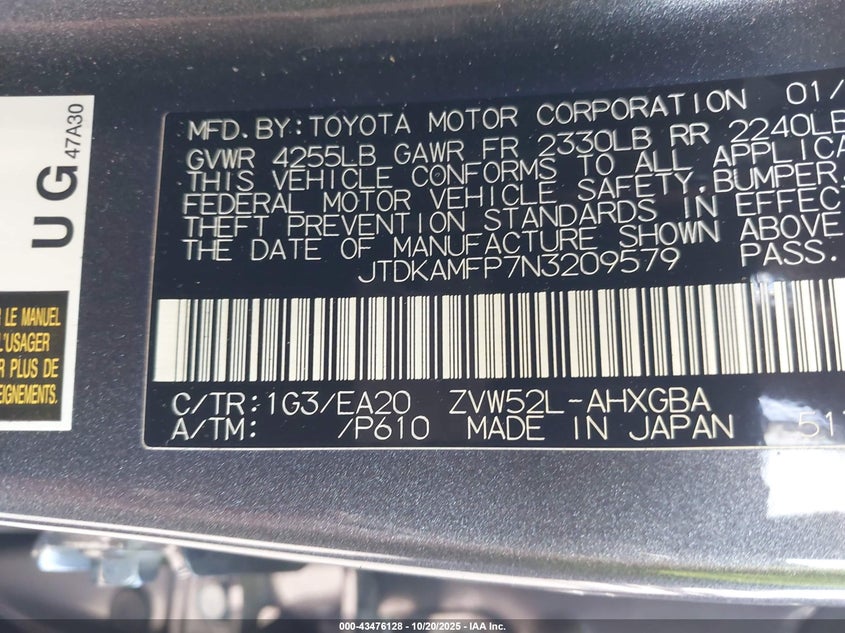 UG
47A30
LE MANUEL
L'USAGER
PLUS DE
EIGNEMENTS.
MFD.BY:TOYOTA MOTOR CORPORATION 01/
GVWR 4255LB GAWR FR 2330LB RR 2240LB
THIS VEHICLE CONFORMS TO ALL APPLICA
FEDERAL MOTOR VEHICLE SAFETY,BUMPER,
THEFT PREVENTION STANDARDS IN EFFEC
THE DATE OF MANUFACTURE SHOWN ABOVE
JTDKAMFP7N3209579 PASS.
C/TR:1G3/EA20 ZVW52L-AHXGBA
A/TM: /P610 MADE IN JAPAN 511
000-43476128 - 10/20/2025 - IAA Inc.